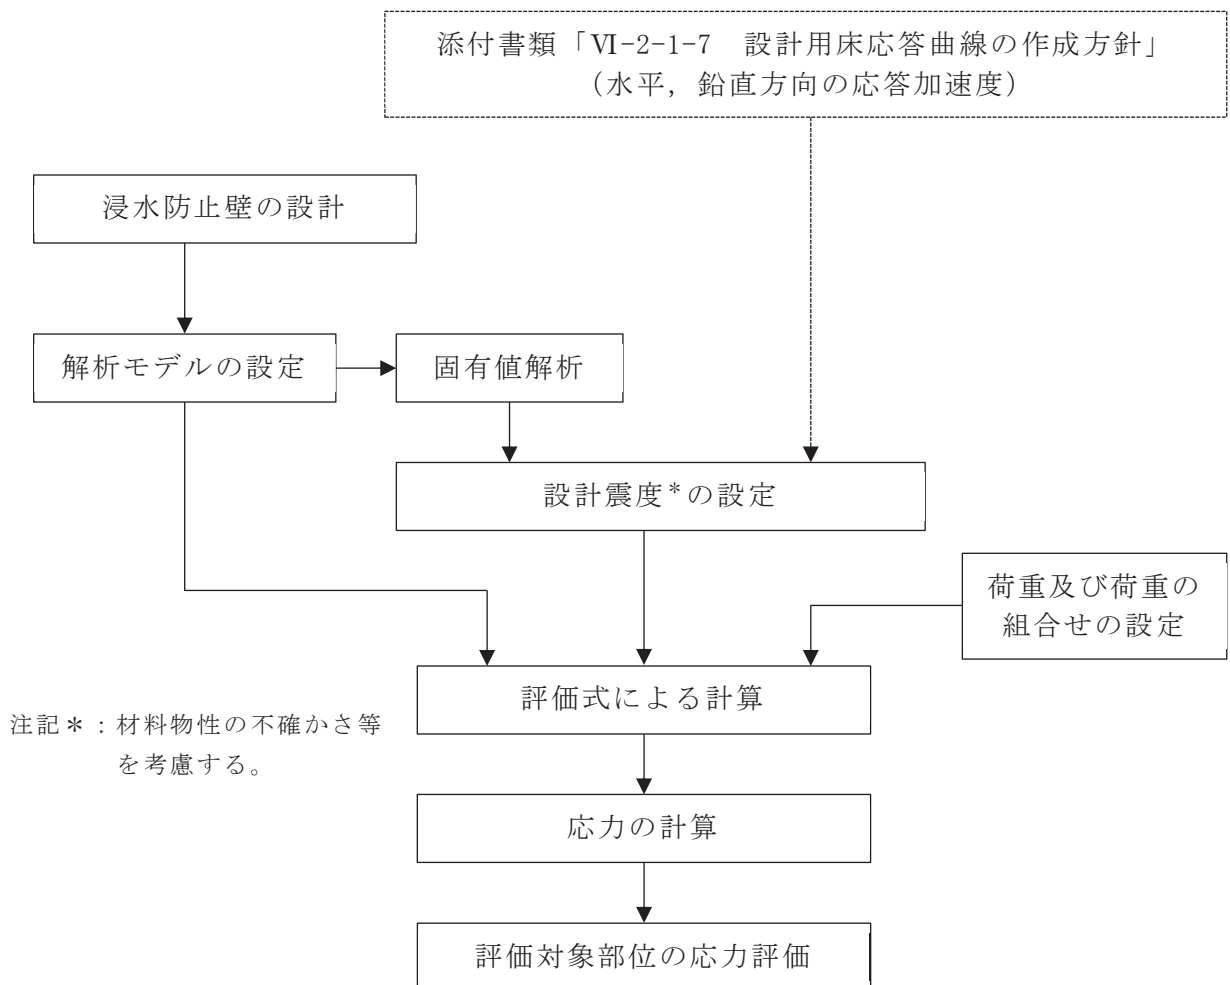 添付書類「Ⅵ-2-1-7　設計用床応答曲線の作成方針」
（水平，鉛直方向の応答加速度）
浸水防止壁の設計
解析モデルの設定
固有値解析
設計震度*の設定
荷重及び荷重の
組合せの設定
評価式による計算
注記＊：材料物性の不確かさ等
を考慮する。
応力の計算
評価対象部位の応力評価